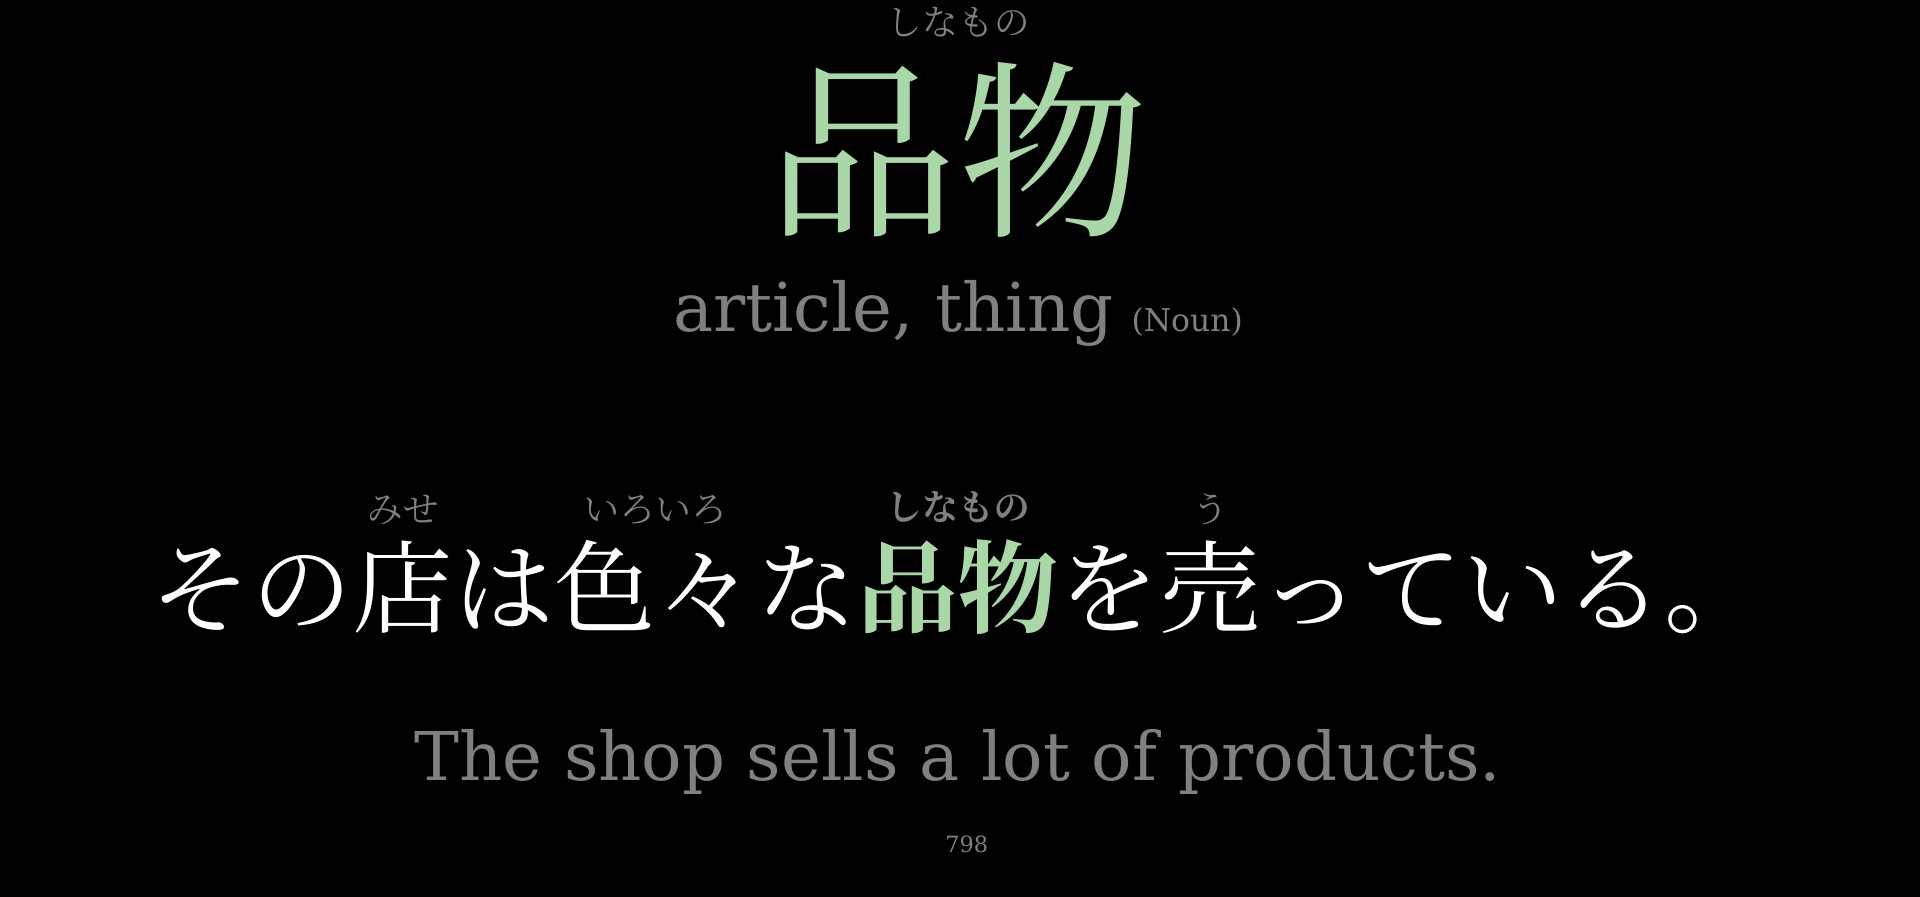 しなもの
品物
article, thing (Noun)
みせ いろいろ しなもの う
その店は色々な品物を売っている。
The shop sells a lot of products.
798